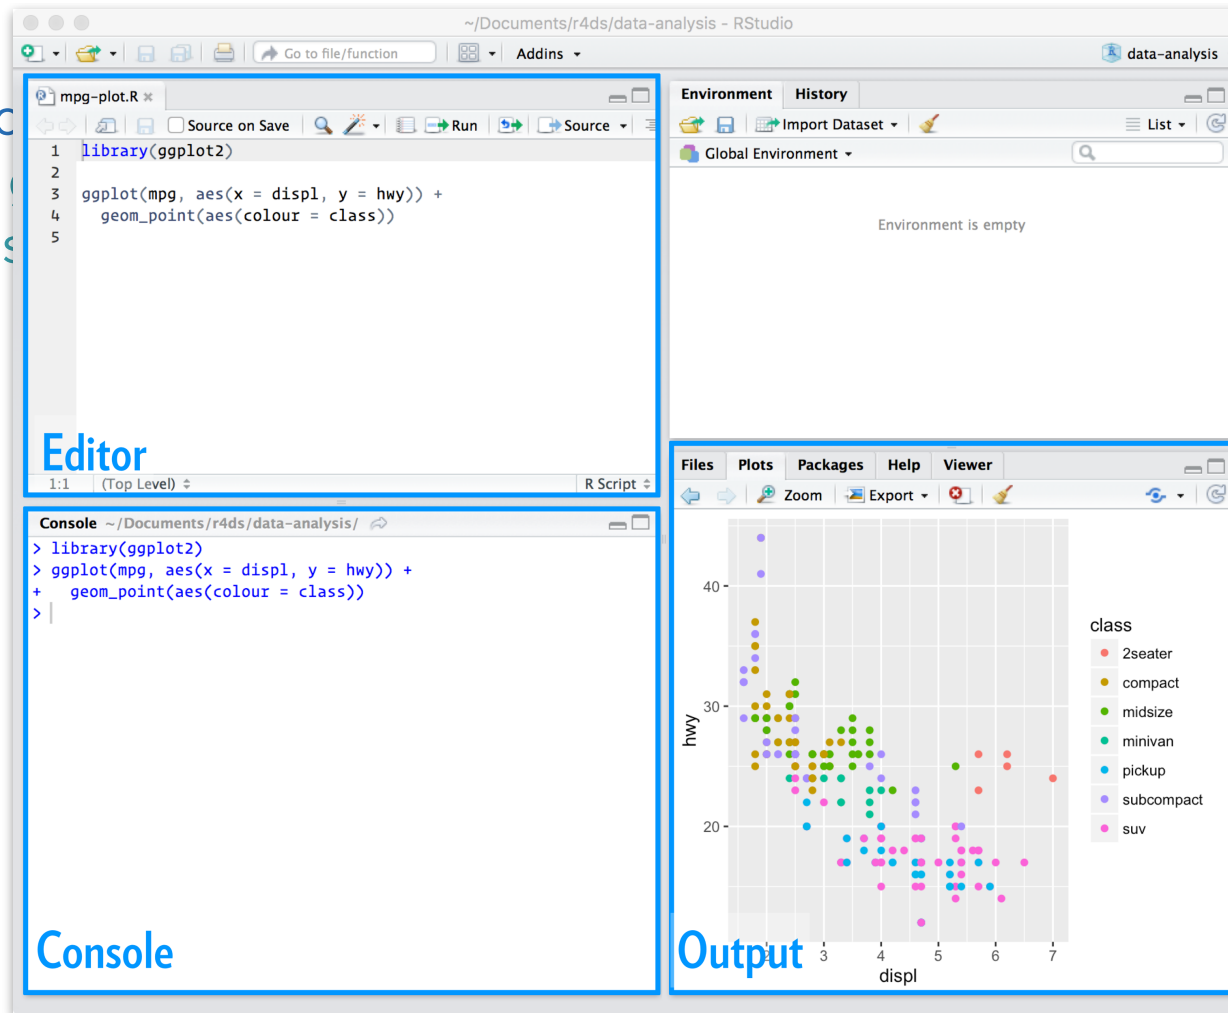 ~/Documents/r4ds/data-analysis - RStudio
Go to file/function
Addins
data-analysis
mpg-plot.R
Source on Save
Run
Source
1 library(ggplot2)
2
3 ggplot(mpg, aes(x = displ, y = hwy)) +
4 geom_point(aes(colour = class))
5
Editor
1:1 (Top Level) R Script
Console ~/Documents/r4ds/data-analysis/
> library(ggplot2)
> ggplot(mpg, aes(x = displ, y = hwy)) +
+ geom_point(aes(colour = class))
>
Console
Environment History
Import Dataset
List
Global Environment
Environment is empty
Files Plots Packages Help Viewer
Zoom Export
40
30
20
hwy
2 3 4 5 6 7
displ
class
2seater
compact
midsize
minivan
pickup
subcompact
suv
Output